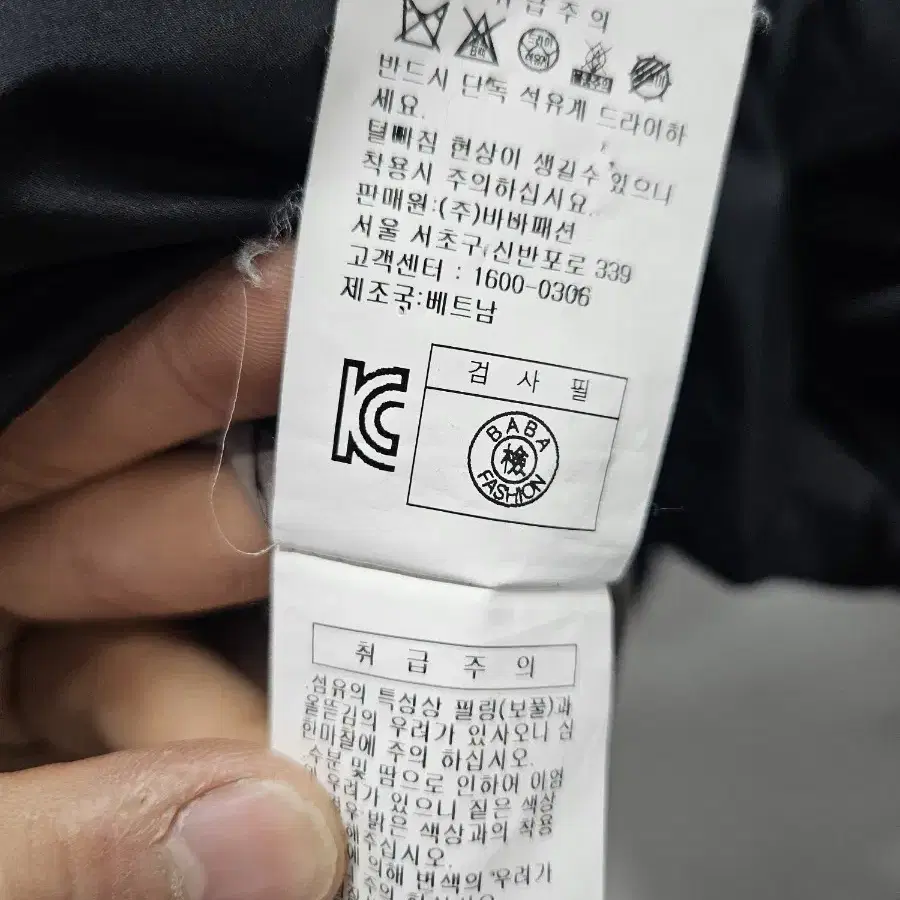 취급주의
드라이
반드시 단독 석유계 드라이하
세요.
털빠짐 현상이 생길수 있으니
착용시 주의하십시요.
판매원:(주)바바패션
서울 서초구 신반포로 339
고객센터 : 1600-0306
제조국:베트남
검 사 필
BABA
檢
FASHION
취 급 주 의
섬유의 특성상 필링(보풀)과
올뜯김의 우려가 있사오니 심
한마찰에 주의 하십시오.
수분 및 땀으로 인하여 이염
우려가 있으니 짙은 색상
밝은 색상과의 착용
해주십시오.
의해 변색의 우려가
주의